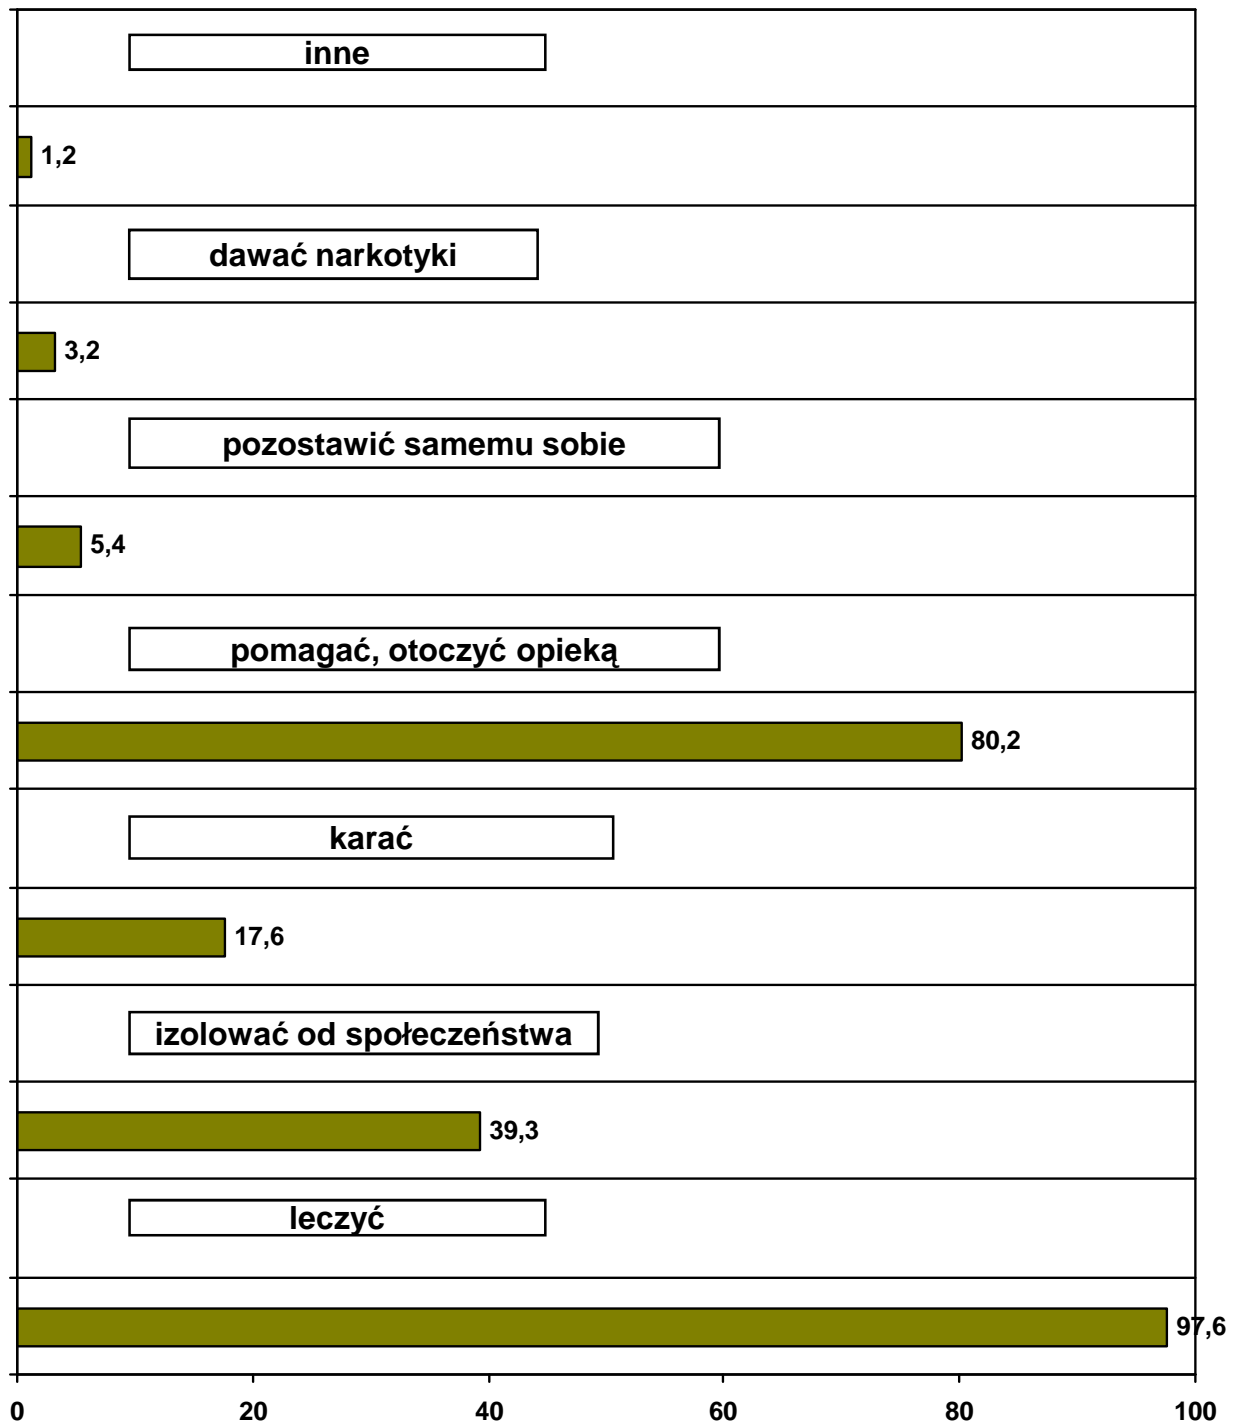 inne
1,2
dawać narkotyki
3,2
pozostawić samemu sobie
5,4
pomagać, otoczyć opieką
80,2
karać
17,6
izolować od społeczeństwa
39,3
leczyć
97,6
0 20 40 60 80 100